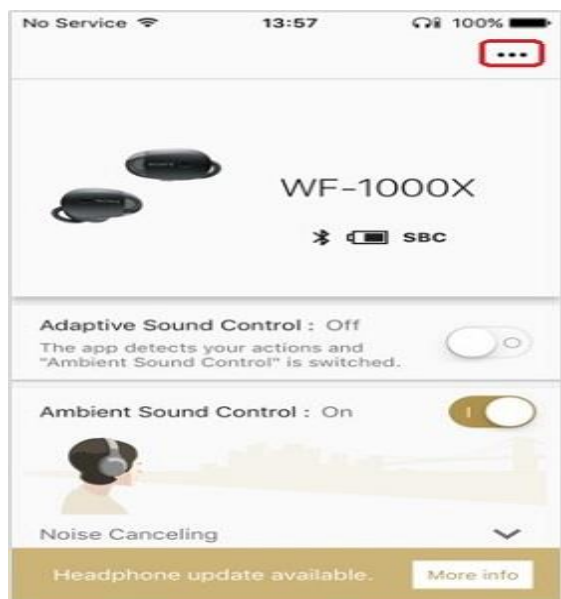 No Service 13:57 100%
WF-1000X
SBC
Adaptive Sound Control : Off
The app detects your actions and
"Ambient Sound Control" is switched.
Ambient Sound Control : On
Noise Canceling
Headphone update available. More info